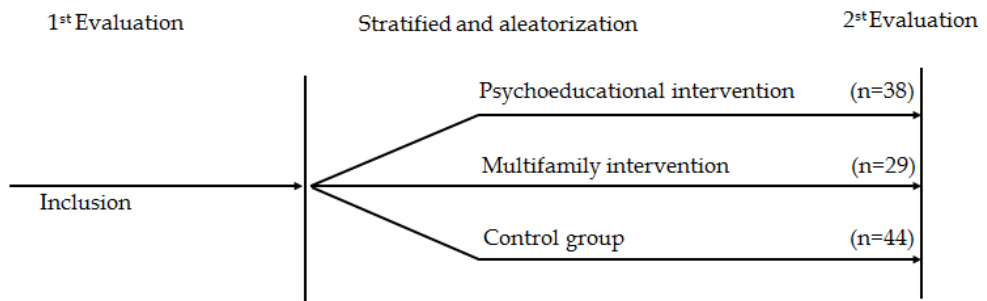 1st Evaluation
Stratified and aleatorization
2st Evaluation
Psychoeducational intervention (n=38)
Multifamily intervention (n=29)
Inclusion
Control group (n=44)